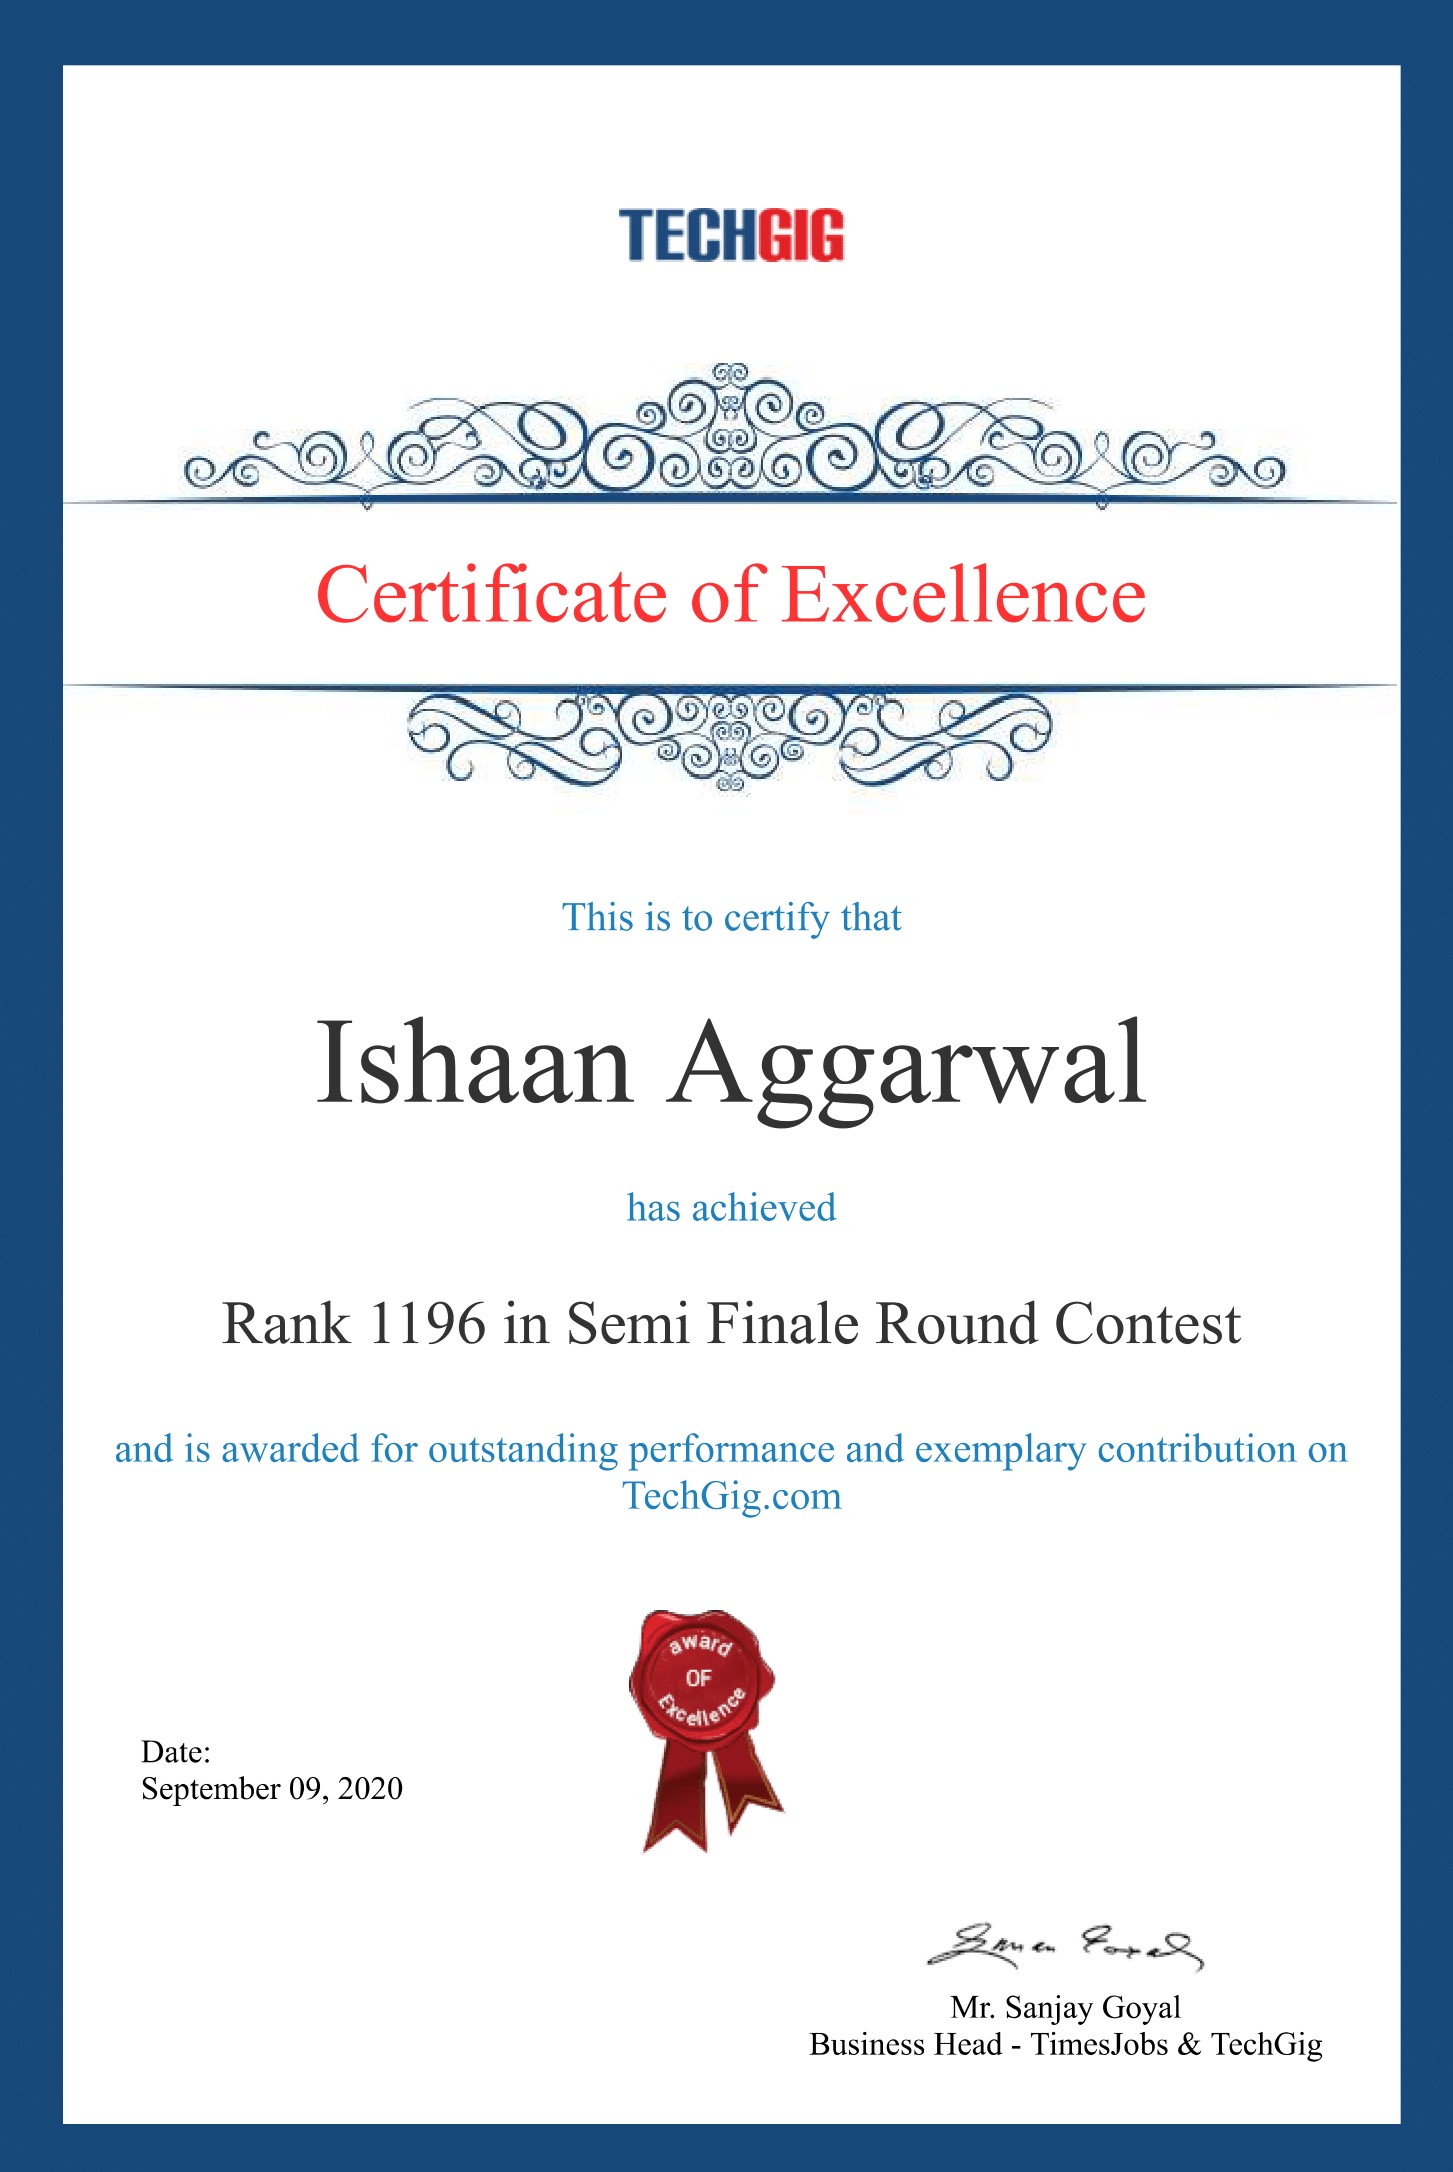 TECHGIG
Certificate of Excellence
This is to certify that
Ishaan Aggarwal
has achieved
Rank 1196 in Semi Finale Round Contest
and is awarded for outstanding performance and exemplary contribution on
TechGig.com
award
OF
Excellence
Date:
September 09, 2020
Mr. Sanjay Goyal
Business Head - TimesJobs & TechGig